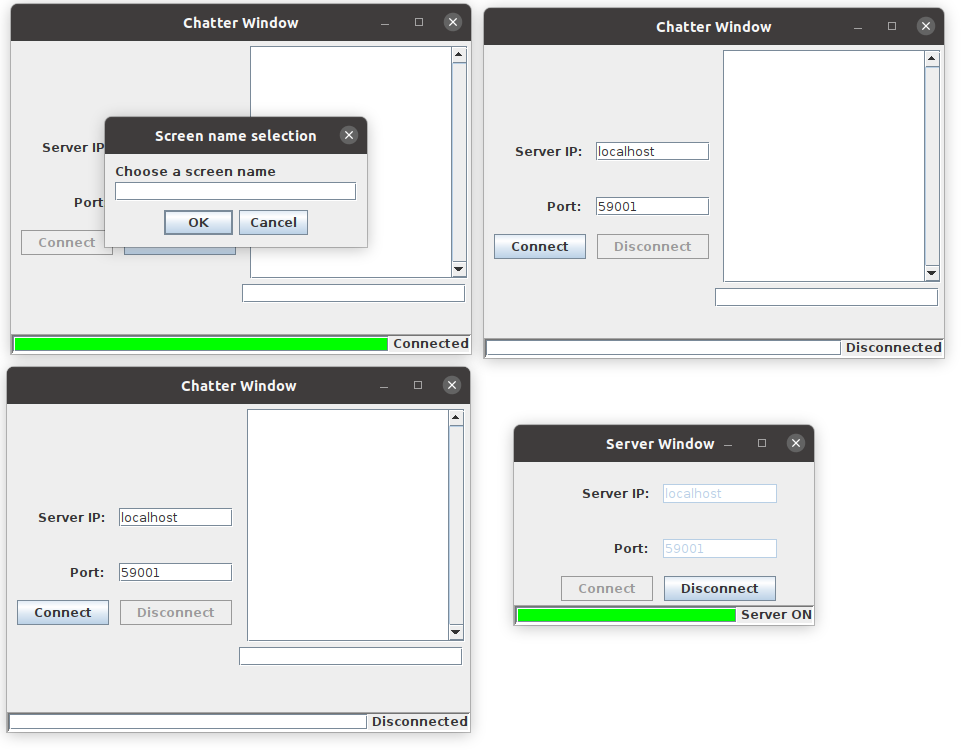 Chatter Window
Server IP
Port
Connect
Screen name selection
Choose a screen name
OK Cancel
Connected
Chatter Window
Server IP: localhost
Port: 59001
Connect Disconnect
Disconnected
Chatter Window
Server IP: localhost
Port: 59001
Connect Disconnect
Disconnected
Server Window
Server IP: localhost
Port: 59001
Connect Disconnect
Server ON